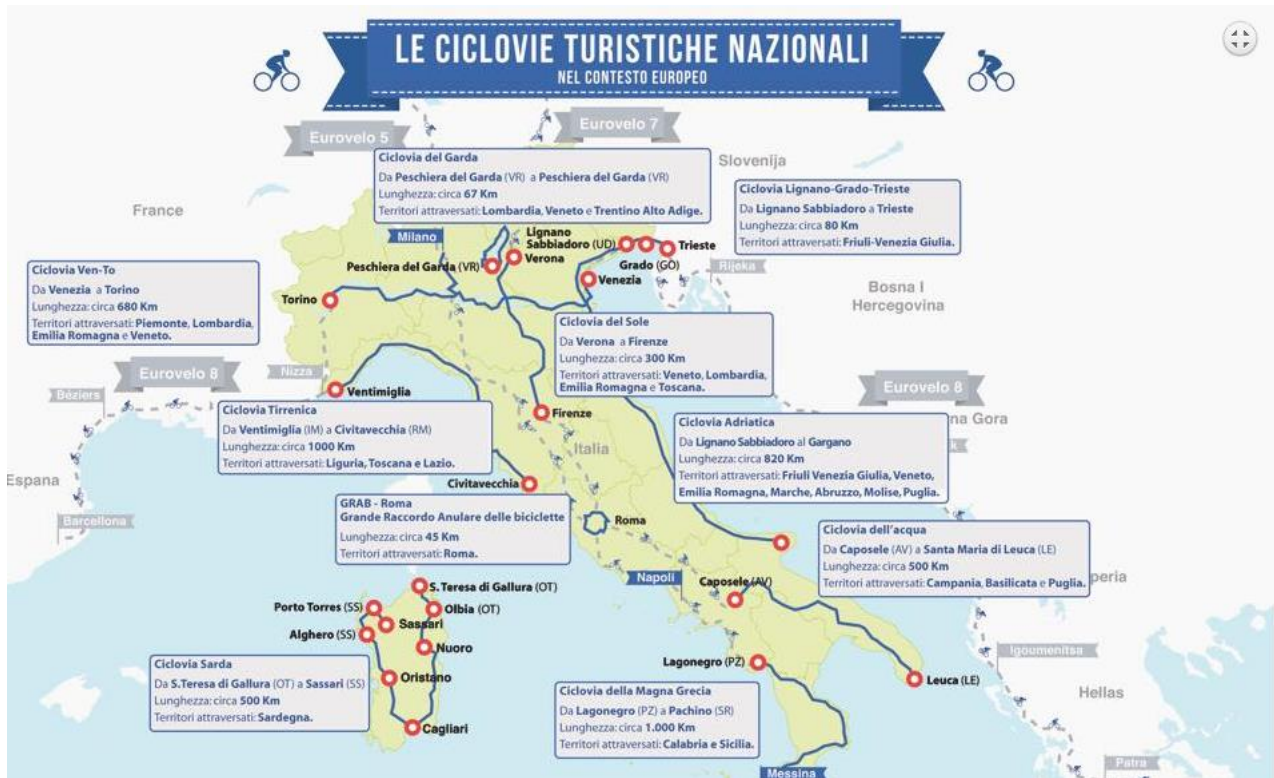 LE CICLOVIE TURISTICHE NAZIONALI
NEL CONTESTO EUROPEO
Eurovelo 5
Eurovelo 7
Slovenija
France
Ciclovia del Garda
Da Peschiera del Garda (VR) a Peschiera del Garda (VR)
Lunghezza: circa 67 Km
Territori attraversati: Lombardia, Veneto e Trentino Alto Adige.
Ciclovia Lignano-Grado-Trieste
Da Lignano Sabbiadoro a Trieste
Lunghezza: circa 80 Km
Territori attraversati: Friuli-Venezia Giulia.
Milano
Lignano
Sabbiadoro (UD)
Trieste
Peschiera del Garda (VR)
Verona
Grado (GO)
Rijeka
Venezia
Bosna I
Hercegovina
Ciclovia Ven-To
Da Venezia a Torino
Lunghezza: circa 680 Km
Territori attraversati: Piemonte, Lombardia,
Emilia Romagna e Veneto.
Torino
Ciclovia del Sole
Da Verona a Firenze
Lunghezza: circa 300 Km
Territori attraversati: Veneto, Lombardia,
Emilia Romagna e Toscana.
Eurovelo 8
Nizza
Eurovelo 8
Béziers
Ventimiglia
Firenze
na Gora
Ciclovia Tirrenica
Da Ventimiglia (IM) a Civitavecchia (RM)
Lunghezza: circa 1000 Km
Territori attraversati: Liguria, Toscana e Lazio.
Italia
Ciclovia Adriatica
Da Lignano Sabbiadoro al Gargano
Lunghezza: circa 820 Km
Territori attraversati: Friuli Venezia Giulia, Veneto,
Emilia Romagna, Marche, Abruzzo, Molise, Puglia.
Espana
Civitavecchia
GRAB - Roma
Grande Raccordo Anulare delle biciclette
Lunghezza: circa 45 Km
Territori attraversati: Roma.
Barcellona
Roma
Ciclovia dell'acqua
Da Caposele (AV) a Santa Maria di Leuca (LE)
Lunghezza: circa 500 Km
Territori attraversati: Campania, Basilicata e Puglia.
peria
Napoli
Caposele (AV)
S. Teresa di Gallura (OT)
Porto Torres (SS)
Olbia (OT)
Sassari
Alghero (SS)
Nuoro
Igoumenitsa
Lagonegro (PZ)
Oristano
Leuca (LE)
Hellas
Ciclovia Sarda
Da S.Teresa di Gallura (OT) a Sassari (SS)
Lunghezza: circa 500 Km
Territori attraversati: Sardegna.
Ciclovia della Magna Grecia
Da Lagonegro (PZ) a Pachino (SR)
Lunghezza: circa 1.000 Km
Territori attraversati: Calabria e Sicilia.
Cagliari
Patra
Messina